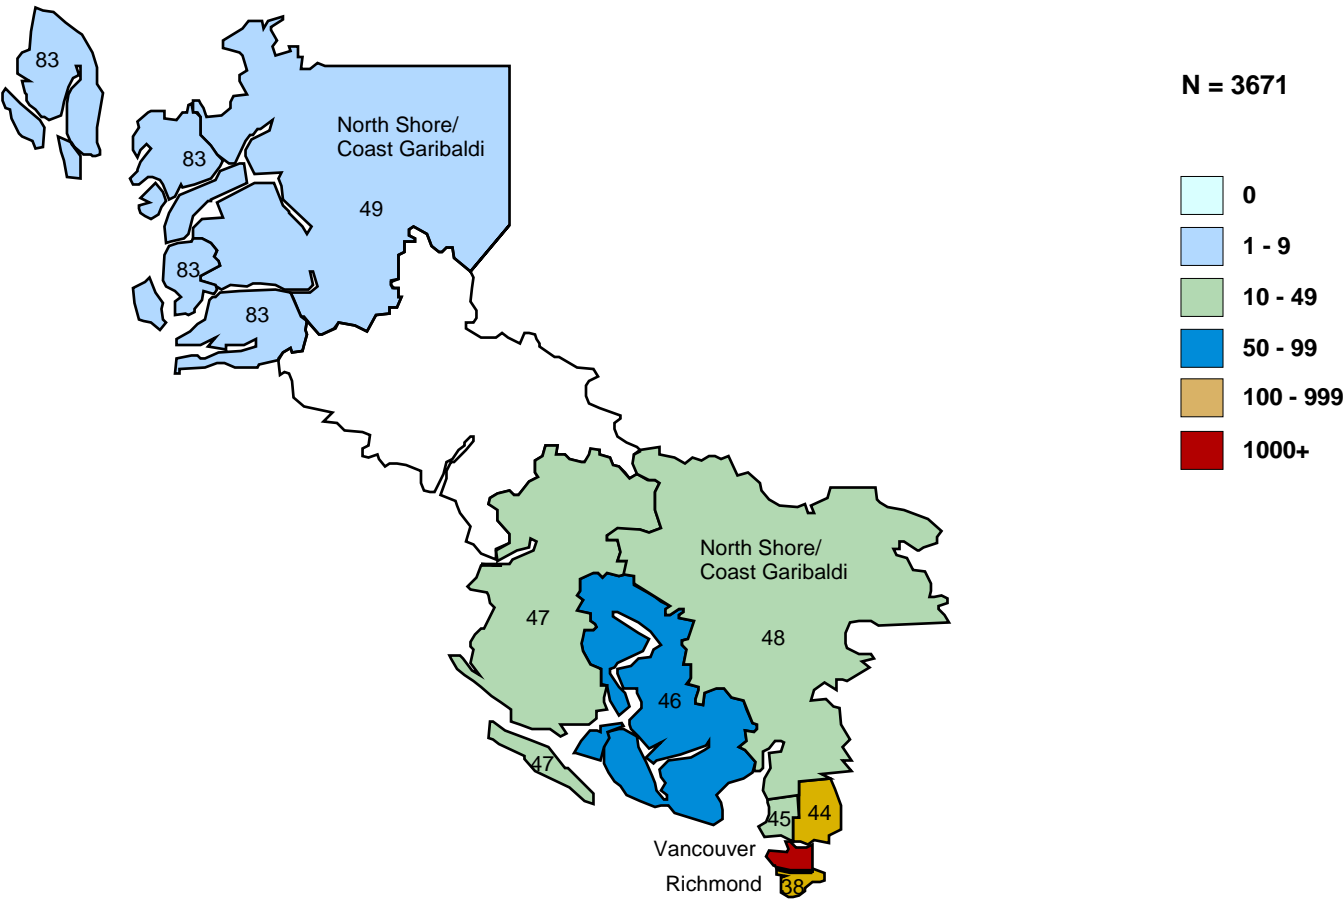 83
N = 3671
North Shore/
Coast Garibaldi
83
0
49
1 - 9
83
10 - 49
83
50 - 99
100 - 999
1000+
North Shore/
Coast Garibaldi
47
48
46
47
45
44
Vancouver
Richmond
38